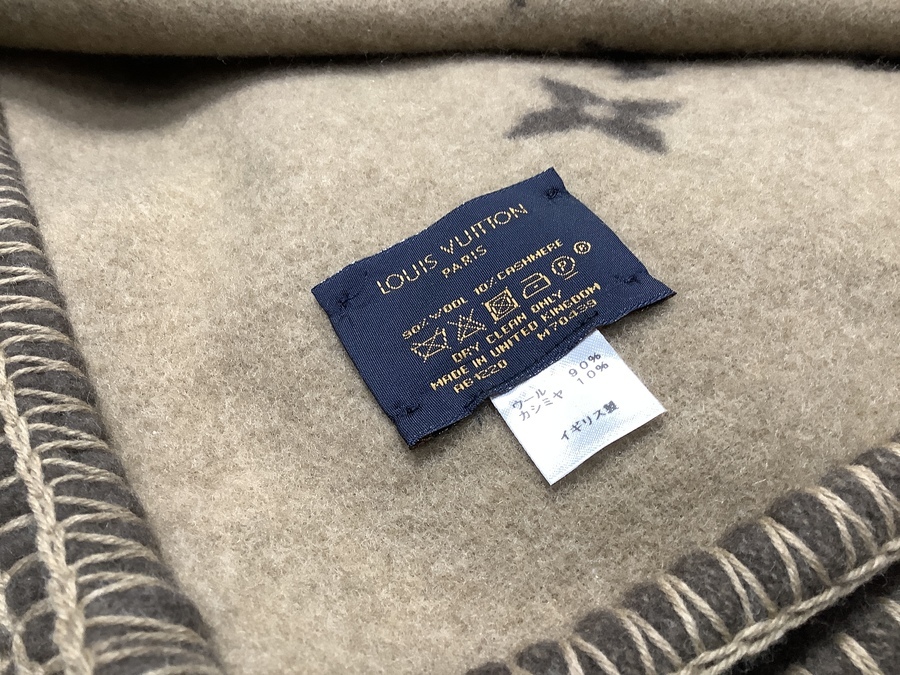 LOUIS VUITTON
PARIS
90% WOOL 10% CASHMERE
P R
DRY CLEAN ONLY
MADE IN UNITED KINGDOM
AG1220 M70439
ウール 90%
カシミヤ 10%
イギリス製